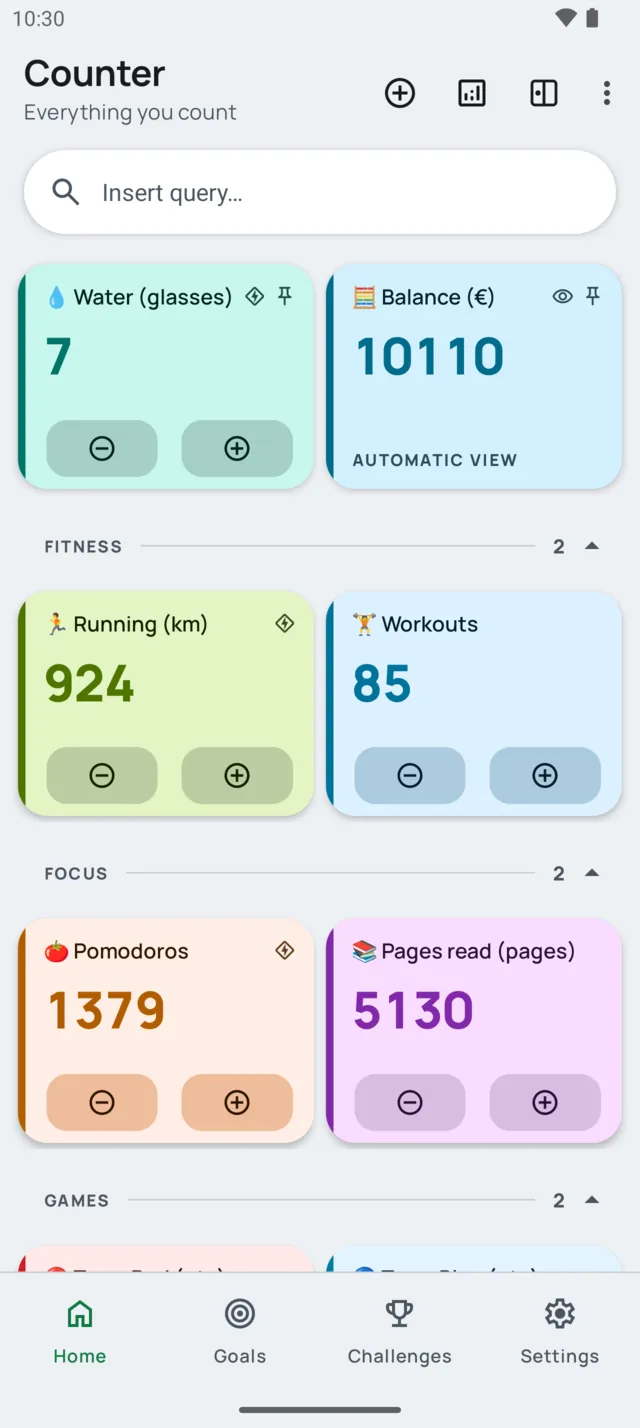 10:30
Counter
Everything you count
Insert query...
Water (glasses)
7
Balance (€)
10110
AUTOMATIC VIEW
FITNESS 2
Running (km)
924
Workouts
85
FOCUS 2
Pomodoros
1379
Pages read (pages)
5130
GAMES 2
Home
Goals
Challenges
Settings